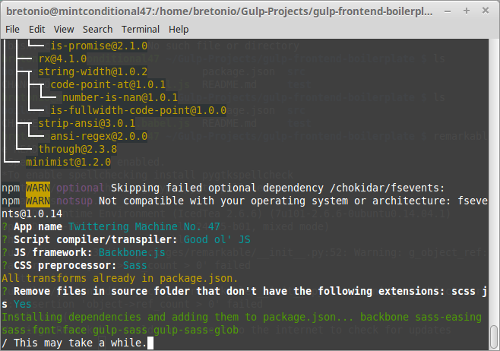 bretonio@mintconditional47:/home/bretonio/Gulp-Projects/gulp-frontend-boilerpl...
File Edit View Search Terminal Help
is-promise@2.1.0
rx@4.1.0
string-width@1.0.2
code-point-at@1.0.1
number-is-nan@1.0.1
is-fullwidth-code-point@1.0.0
strip-ansi@3.0.1
ansi-regex@2.0.0
through@2.3.8
minimist@1.2.0
npm WARN optional Skipping failed optional dependency /chokidar/fsevents:
npm WARN notsup Not compatible with your operating system or architecture: fseve
nts@1.0.14
? App name Twittering Machine No. 47
? Script compiler/transpiler: Good ol' JS
? JS framework: Backbone.js
? CSS preprocessor: Sass
All transforms already in package.json.
? Remove files in source folder that don't have the following extensions: scss j
s Yes
Installing dependencies and adding them to package.json... backbone sass-easing
sass-font-face gulp-sass gulp-sass-glob
/ This may take a while.